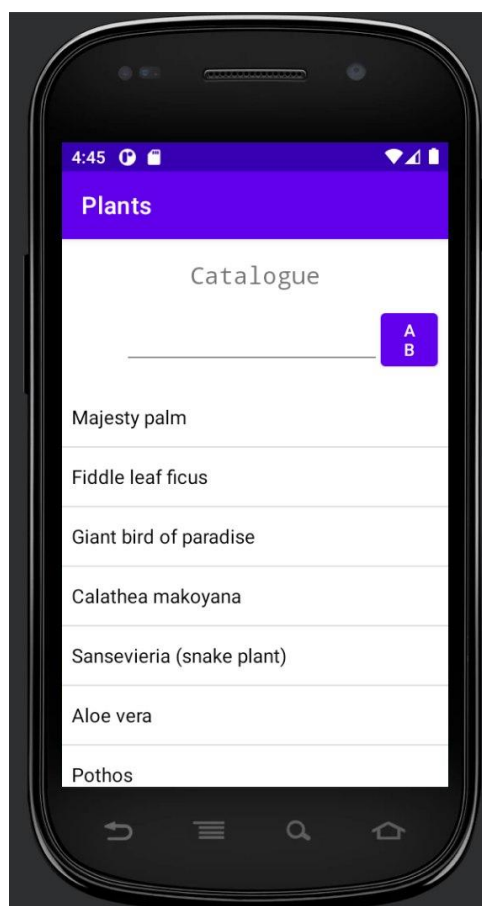 4:45
Plants
Catalogue
A
B
Majesty palm
Fiddle leaf ficus
Giant bird of paradise
Calathea makoyana
Sansevieria (snake plant)
Aloe vera
Pothos